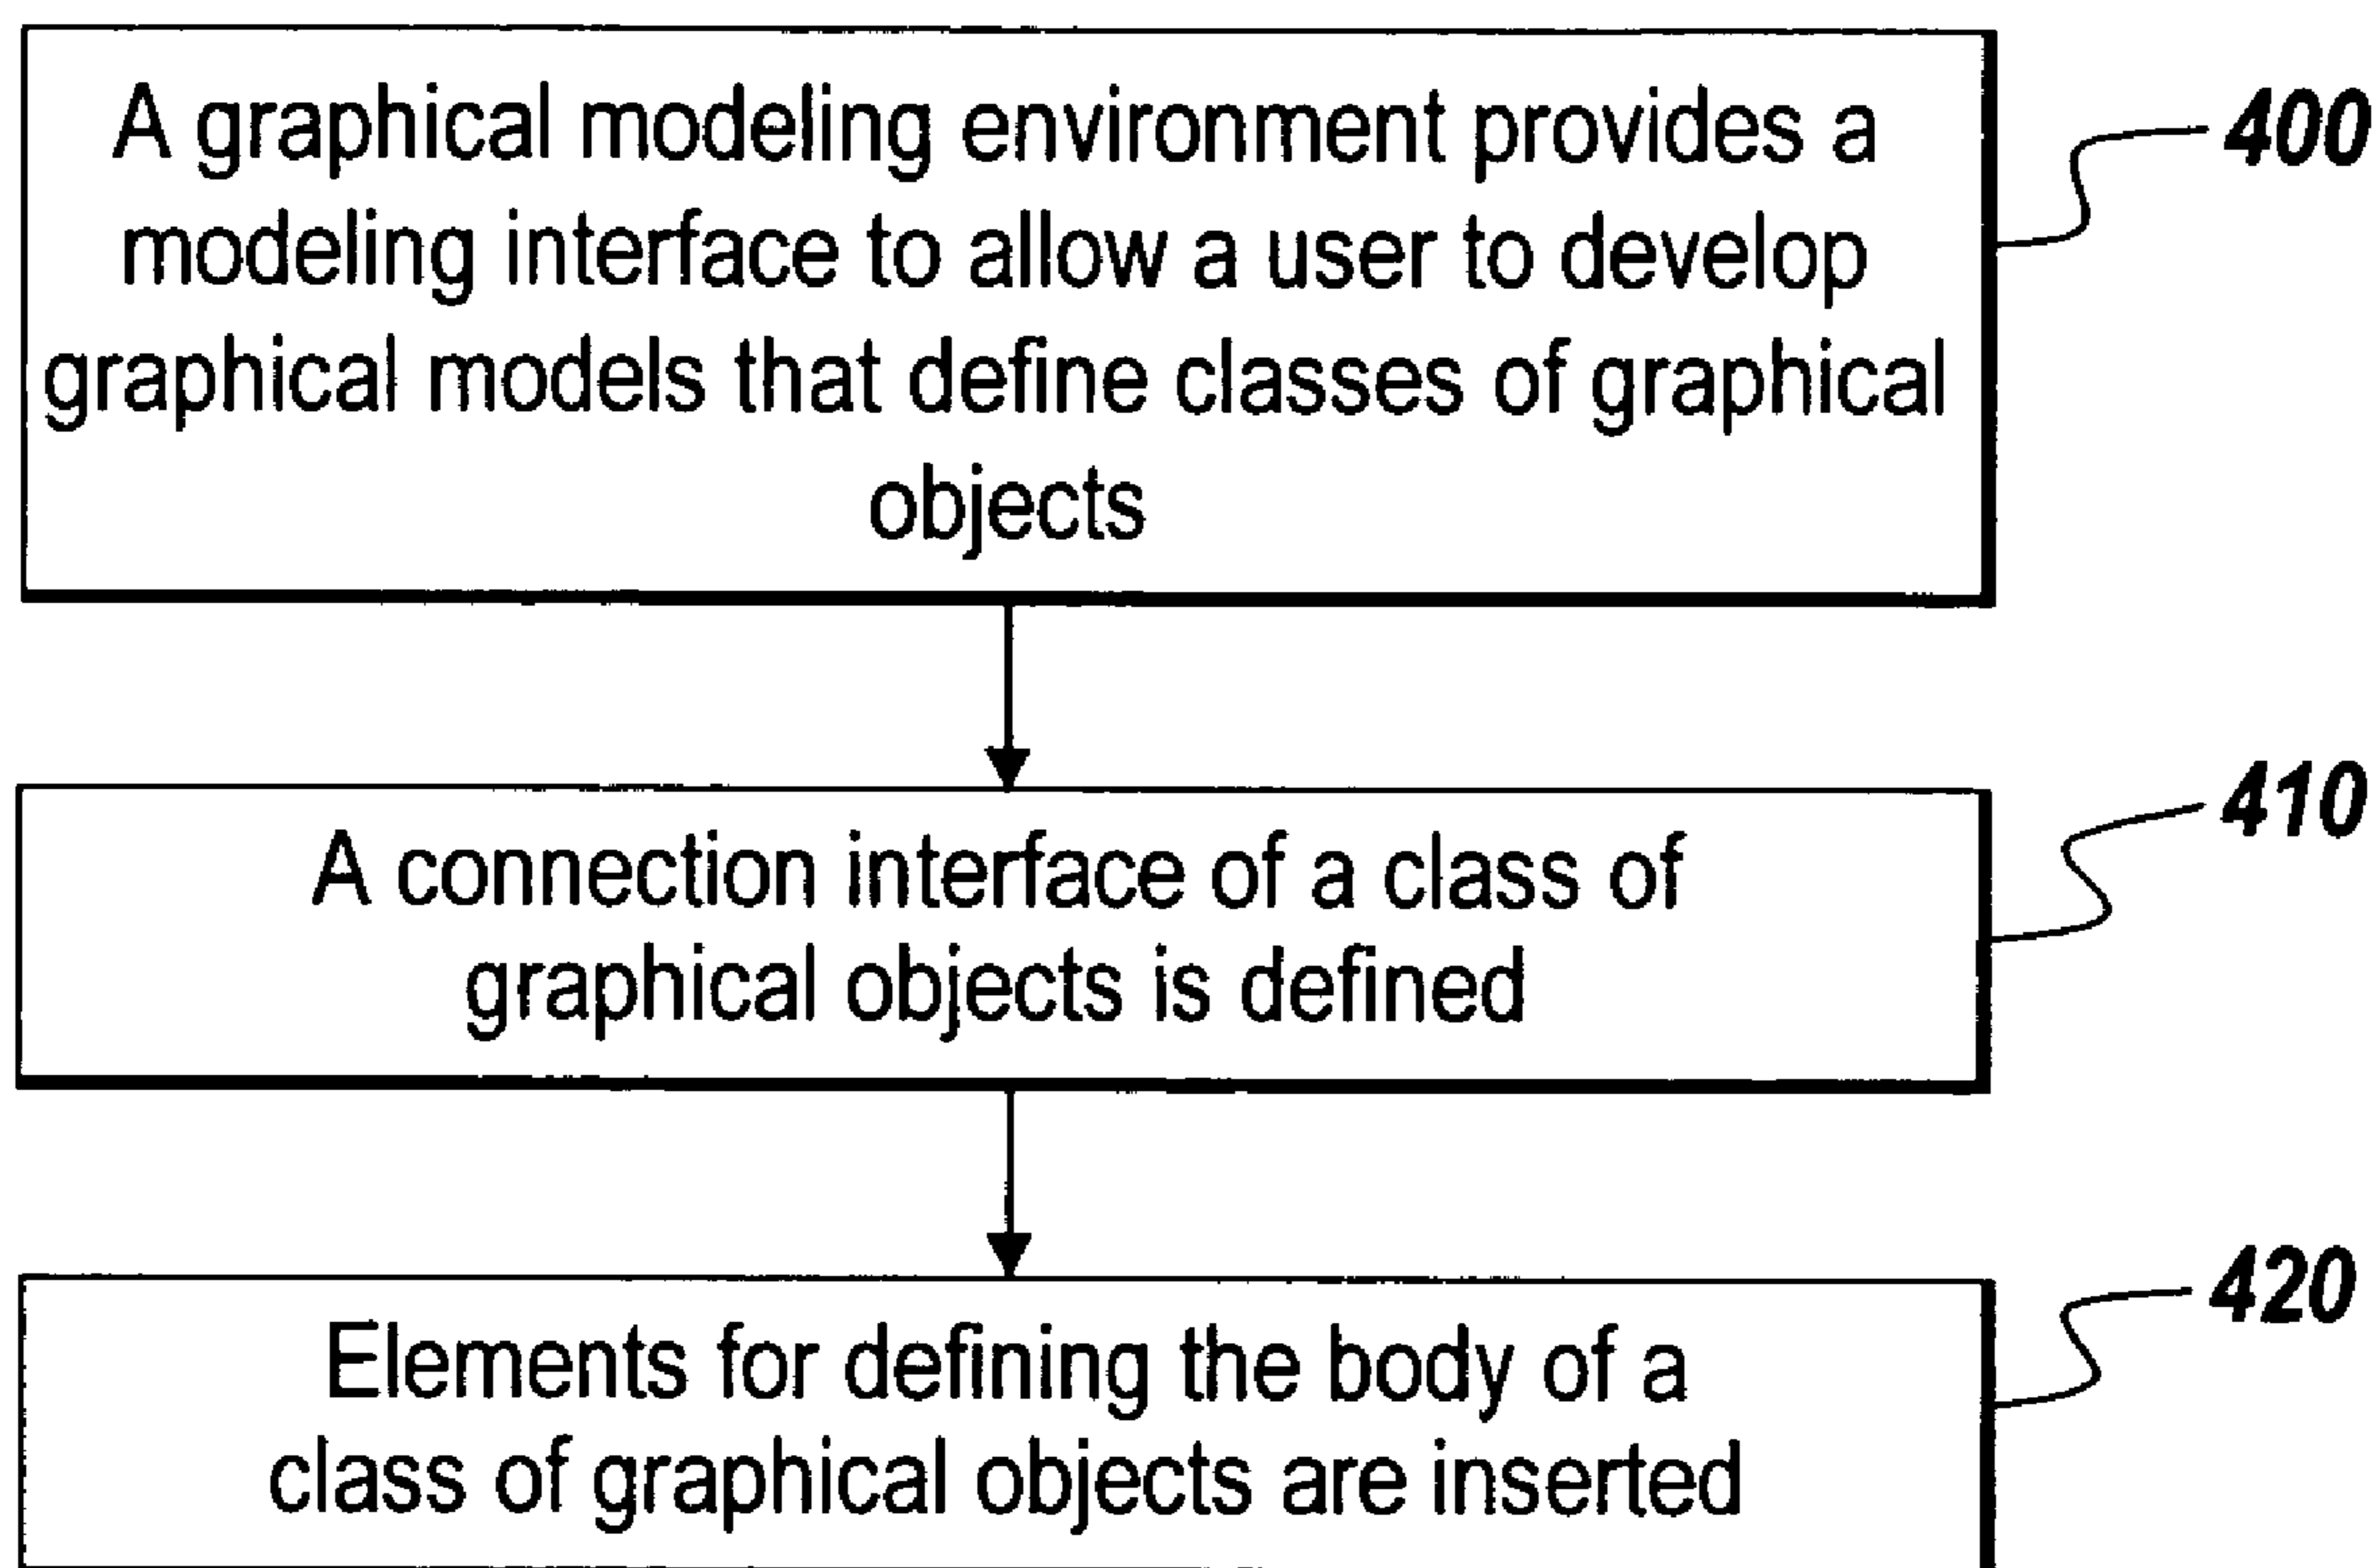 A graphical modeling environment provides a
modeling interface to allow a user to develop
graphical models that define classes of graphical
objects
400
A connection interface of a class of
graphical objects is defined
410
Elements for defining the body of a
class of graphical objects are inserted
420